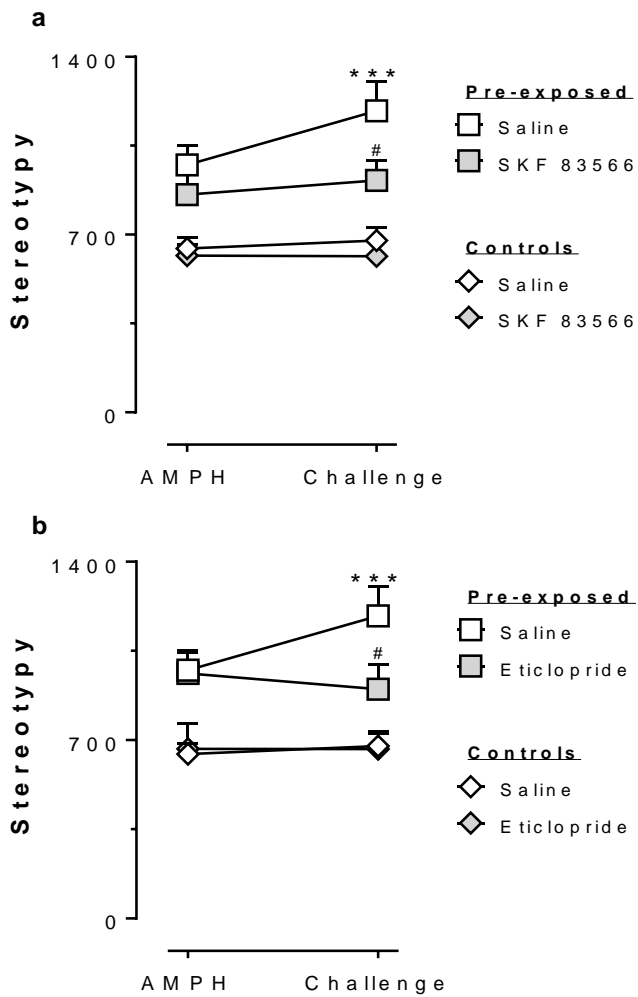 a
1400
700
0
Stereotypy
AMPH Challenge
***
#
Pre-exposed
Saline
SKF 83566
Controls
Saline
SKF 83566
b
1400
700
0
Stereotypy
AMPH Challenge
***
#
Pre-exposed
Saline
Eticlopride
Controls
Saline
Eticlopride